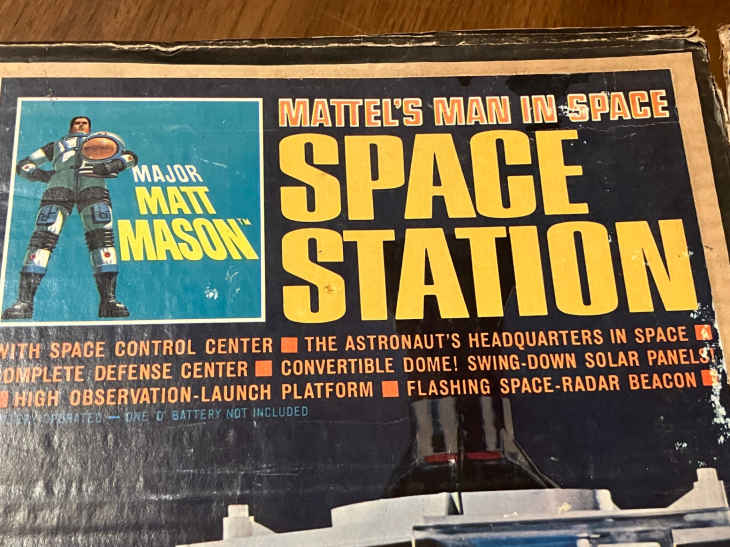 MATTEL'S MAN IN SPACE
SPACE
STATION
MAJOR
MATT
MASON™
WITH SPACE CONTROL CENTER ■ THE ASTRONAUT'S HEADQUARTERS IN SPACE ■
COMPLETE DEFENSE CENTER ■ CONVERTIBLE DOME! SWING-DOWN SOLAR PANELS!
■ HIGH OBSERVATION-LAUNCH PLATFORM ■ FLASHING SPACE-RADAR BEACON ■
— ONE 'D' BATTERY NOT INCLUDED